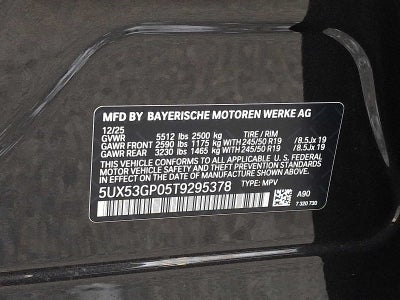 MFD BY BAYERISCHE MOTOREN WERKE AG
12/25
GVWR 5512 lbs 2500 kg TIRE / RIM
GAWR FRONT 2590 lbs 1175 kg WITH 245/50 R19 /8.5J x 19
GAWR REAR 3230 lbs 1465 kg WITH 245/50 R19 /8.5J x 19
THIS VEHICLE CONFORMS TO ALL APPLICABLE U. S. FEDERAL
MOTOR VEHICLE SAFETY STANDARDS IN EFFECT ON THE
DATE OF MANUFACTURE SHOWN ABOVE.
5UX53GP05T9295378 TYPE: MPV
A90
7 320 730